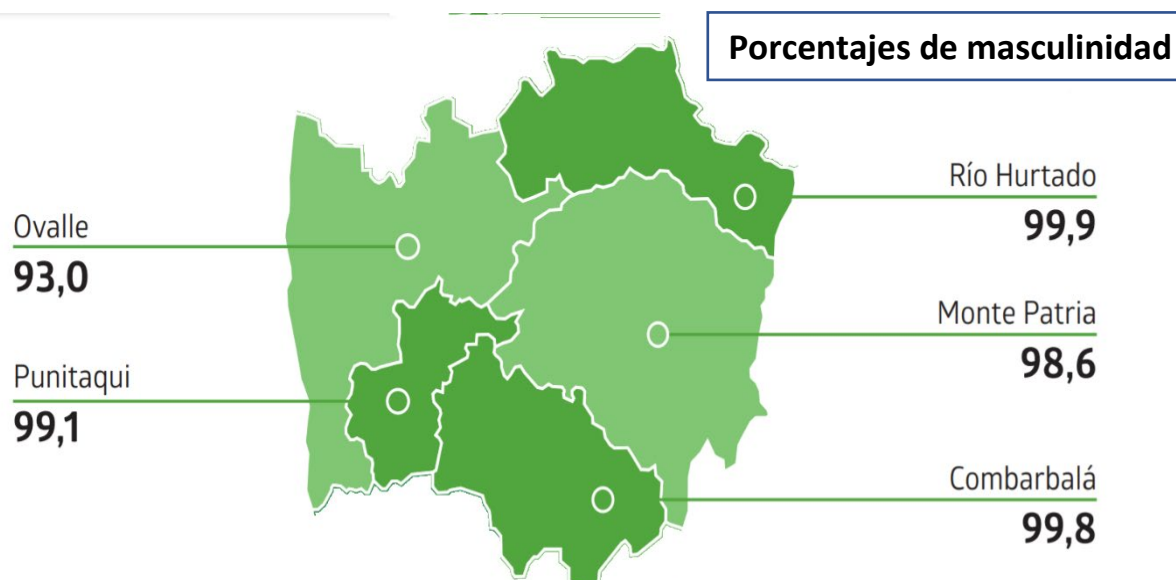 Porcentajes de masculinidad
Ovalle
93,0
Punitaqui
99,1
Río Hurtado
99,9
Monte Patria
98,6
Combarbalá
99,8